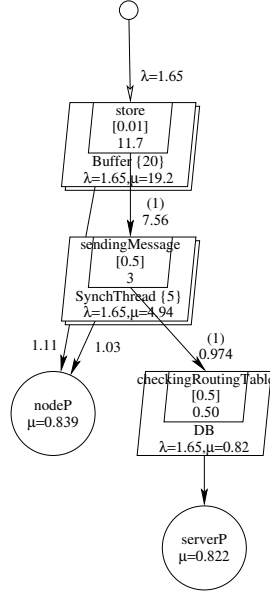 λ=1.65
store
[0.01]
11.7
Buffer {20}
λ=1.65,μ=19.2
(1)
7.56
sendingMessage
[0.5]
3
SynchThread {5}
λ=1.65,μ=4.94
1.11
1.03
(1)
0.974
checkingRoutingTable
[0.5]
0.50
DB
λ=1.65,μ=0.82
nodeP
μ=0.839
serverP
μ=0.822